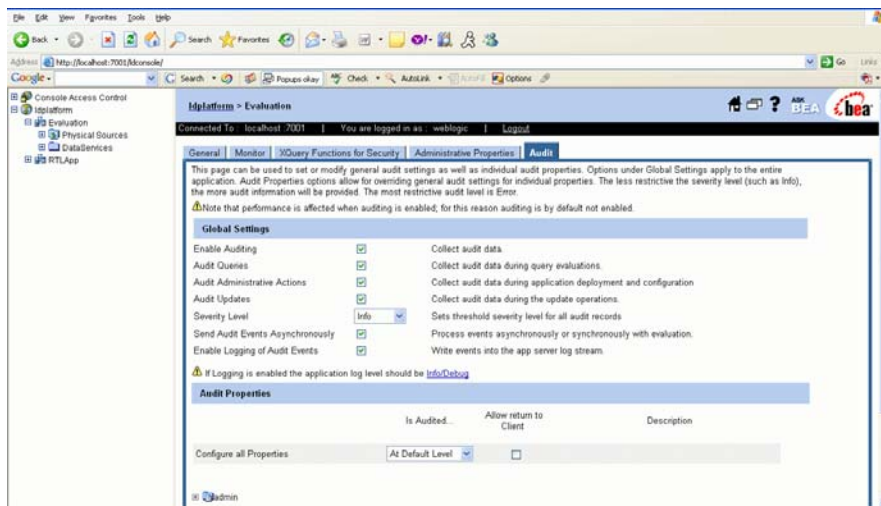 File Edit View Favorites Tools Help
Back Search Favorites
Address http://localhost:7001/ldconsole/ Go Links
Google Search Popups okay Check AutoLink AutoFill Options
Console Access Control
ldplatform
Evaluation
Physical Sources
DataServices
RTLApp
ldplatform > Evaluation
ASK BEA
bea
Connected To : localhost :7001 | You are logged in as : weblogic | Logout
General Monitor XQuery Functions for Security Administrative Properties Audit
This page can be used to set or modify general audit settings as well as individual audit properties. Options under Global Settings apply to the entire
application. Audit Properties options allow for overriding general audit settings for individual properties. The less restrictive the severity level (such as Info),
the more audit information will be provided. The most restrictive audit level is Error.
Note that performance is affected when auditing is enabled; for this reason auditing is by default not enabled.
Global Settings
Enable Auditing Collect audit data.
Audit Queries Collect audit data during query evaluations.
Audit Administrative Actions Collect audit data during application deployment and configuration
Audit Updates Collect audit data during the update operations.
Severity Level Info Sets threshold severity level for all audit records
Send Audit Events Asynchronously Process events asynchronously or synchronously with evaluation.
Enable Logging of Audit Events Write events into the app server log stream.
If Logging is enabled the application log level should be Info/Debug
Audit Properties
Is Audited... Allow return to Client Description
Configure all Properties At Default Level
admin